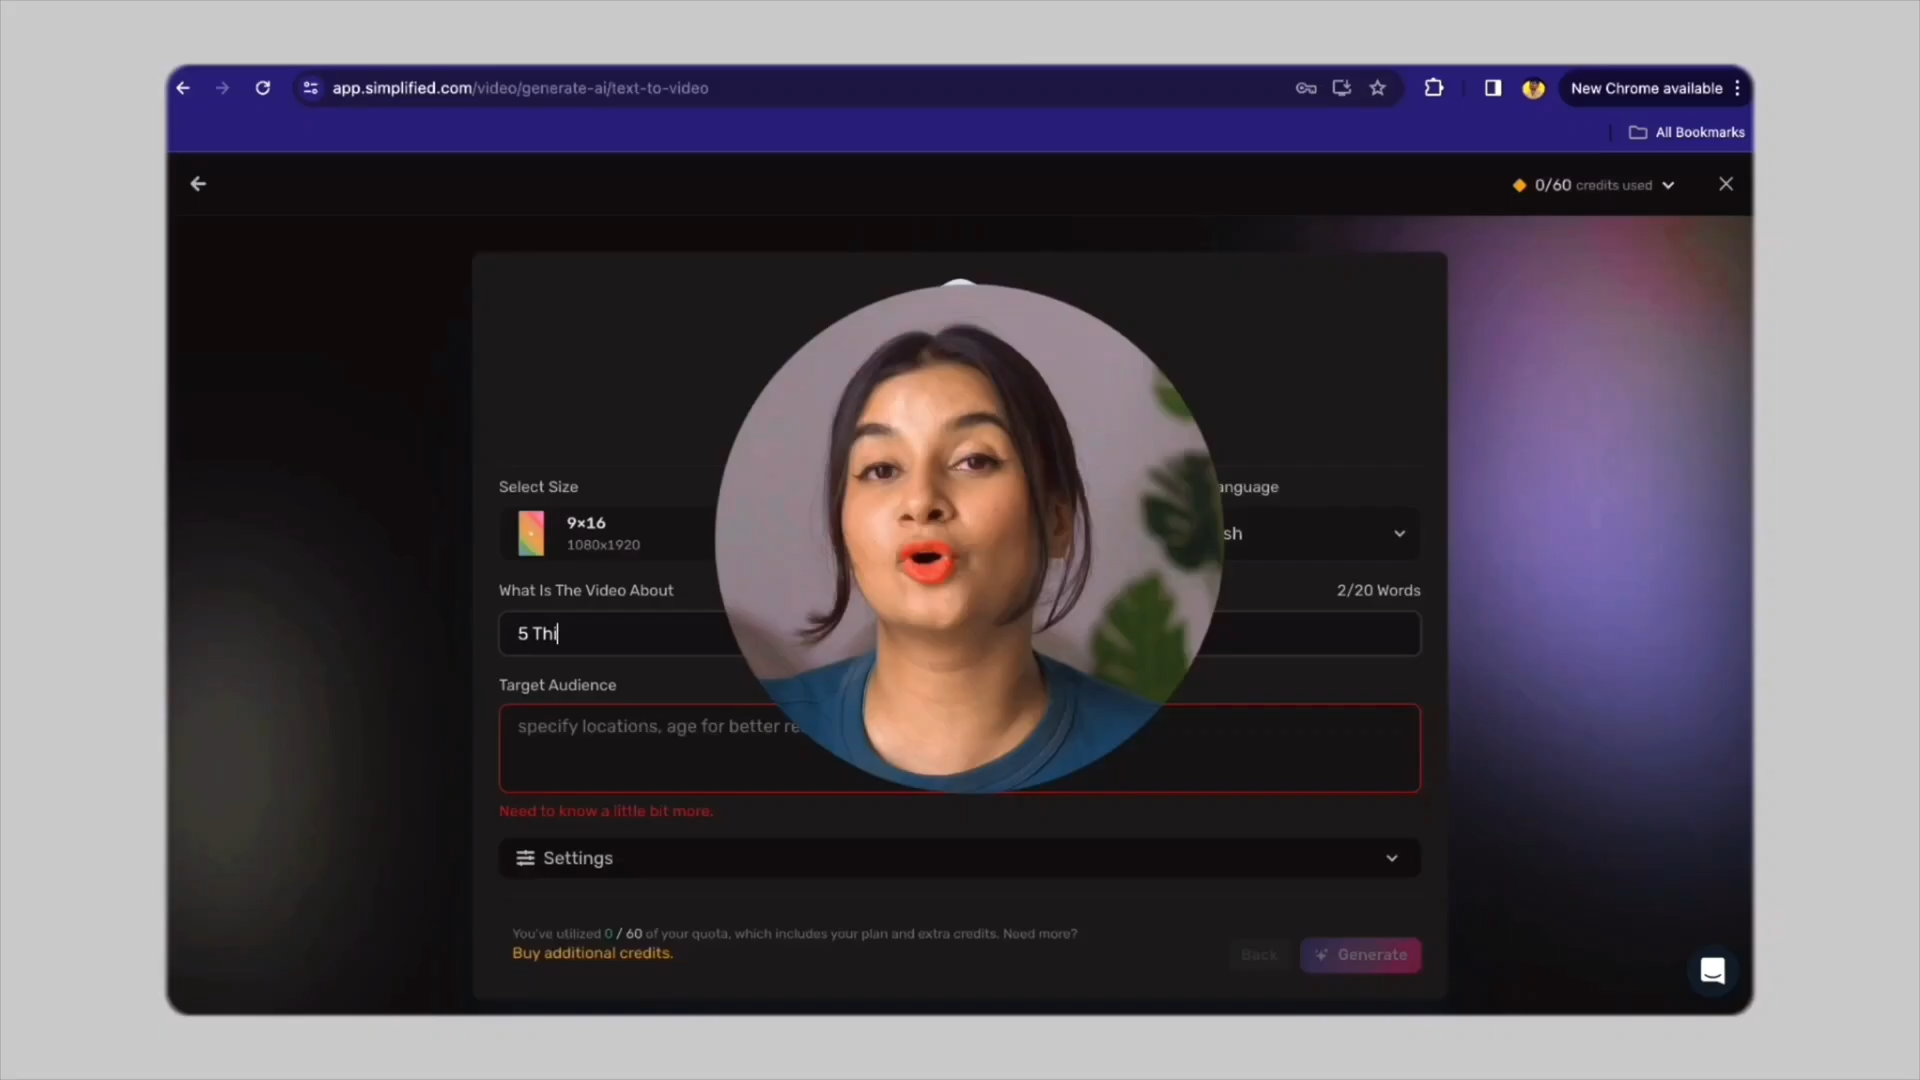 app.simplified.com/video/generate-ai/text-to-video
New Chrome available
All Bookmarks
0/60 credits used
Select Size
anguage
9×16
1080x1920
sh
What Is The Video About
2/20 Words
5 Thi
Target Audience
specify locations, age for better re
Need to know a little bit more.
Settings
You've utilized 0 / 60 of your quota, which includes your plan and extra credits. Need more?
Buy additional credits.
Back
Generate